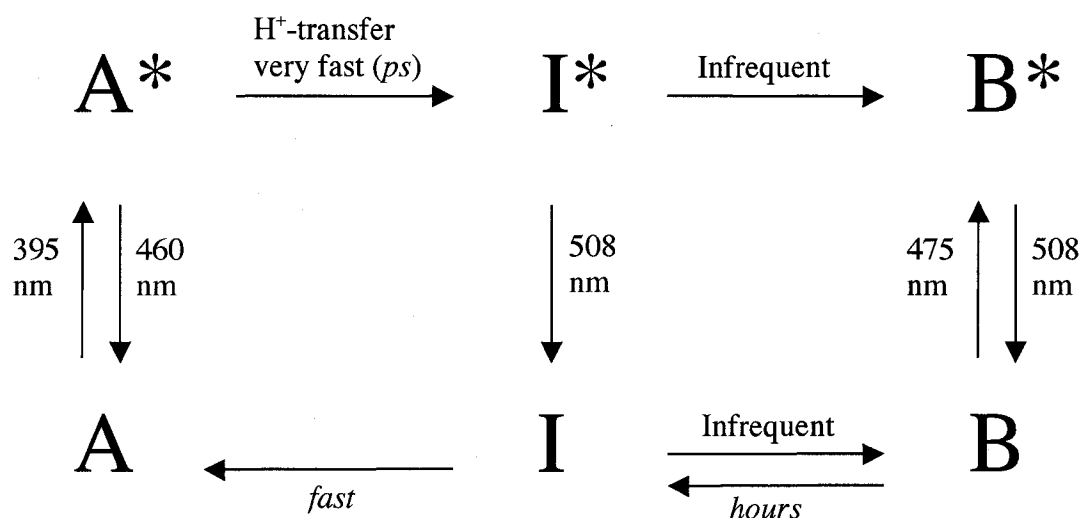 H⁺-transfer
very fast (ps)
A*
I*
Infrequent
B*
395
nm
460
nm
508
nm
475
nm
508
nm
A
fast
I
Infrequent
hours
B